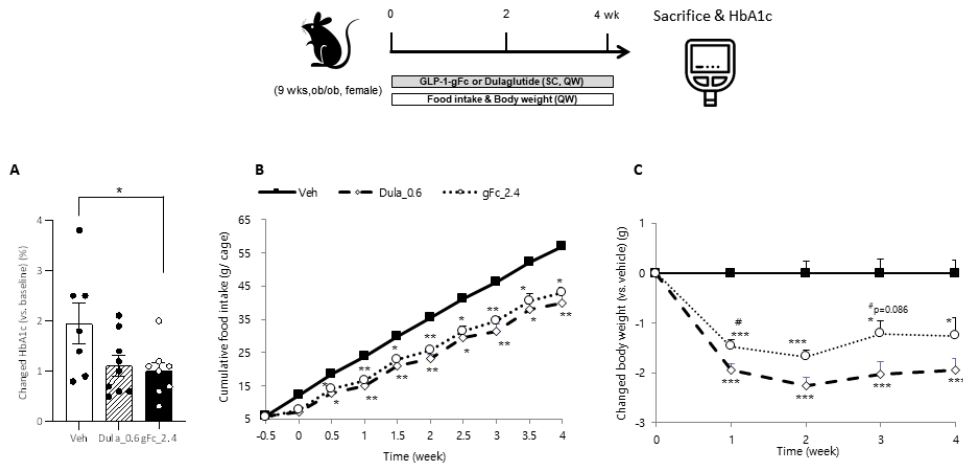 0 2 4 wk
Sacrifice & HbA1c
GLP-1-gFc or Dulaglutide (SC, QW)
(9 wks,ob/ob, female)
Food intake & Body weight (QW)
A
*
Changed HbA1c (vs. baseline) (%)
4
3
2
1
0
Veh Dula_0.6 gFc_2.4
B
Veh Dula_0.6 gFc_2.4
Cumulative food intake (g/ cage)
65
55
45
35
25
15
5
* ** * ** * ** * *
* ** ** ** * ** * **
-0.5 0 0.5 1 1.5 2 2.5 3 3.5 4
Time (week)
C
Changed body weight (vs. vehicle) (g)
1
0
-1
-2
-3
#
***
***
#p=0.086
*
*
*** *** *** ***
0 1 2 3 4
Time (week)